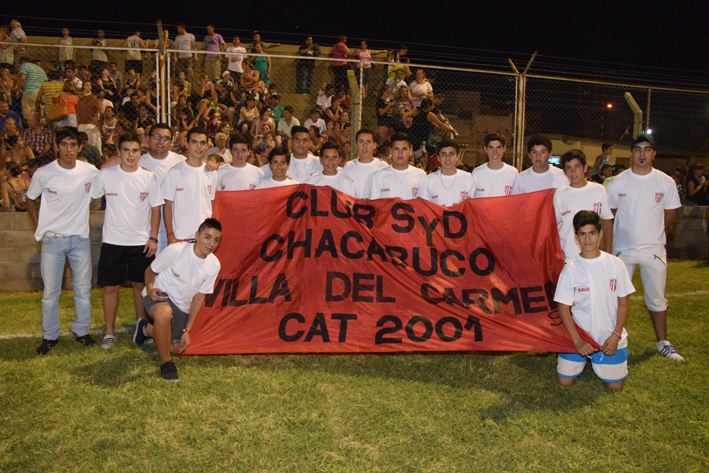 CLUB SYD
CHACABUCO
VILLA DEL CARMEN
CAT 2001